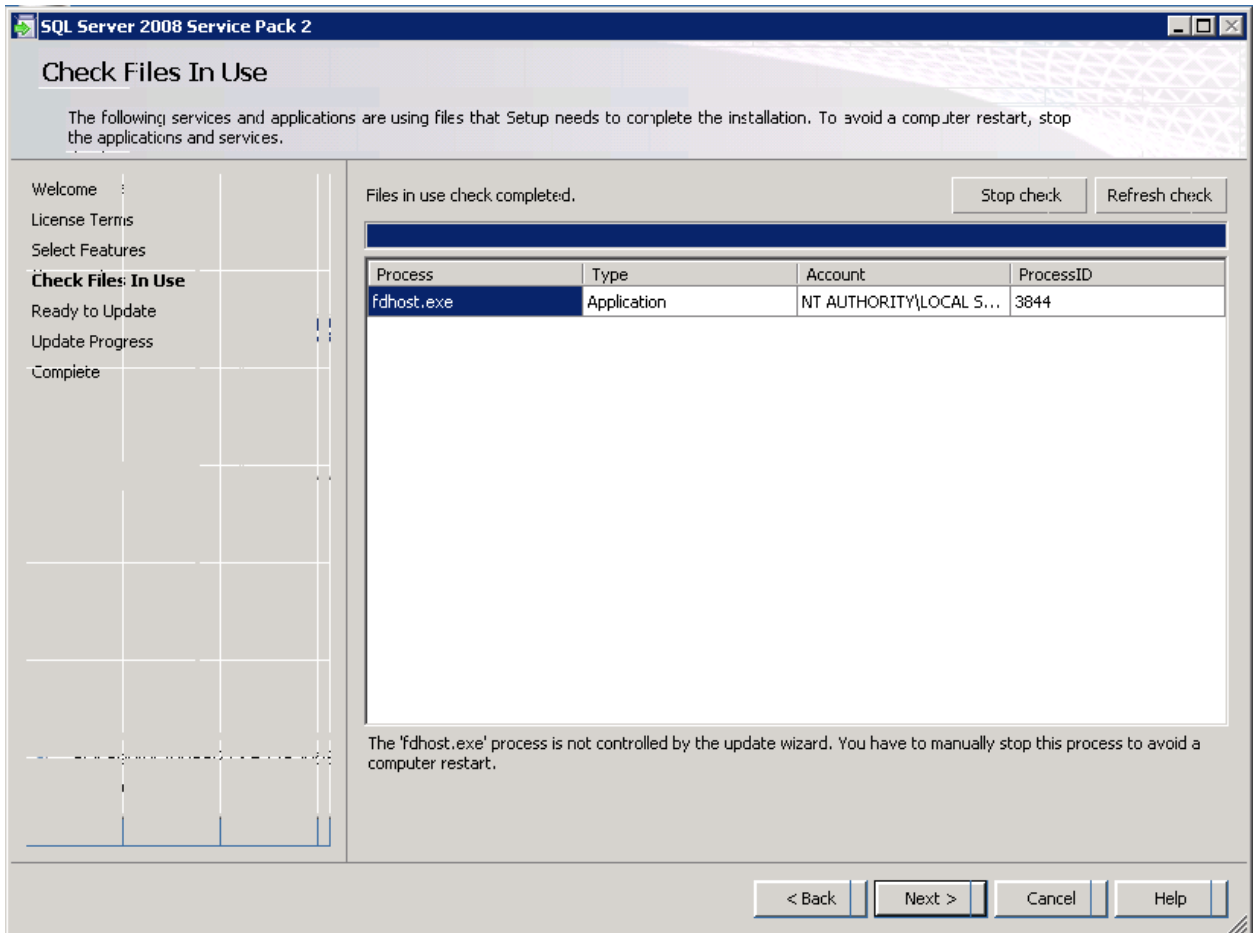 SQL Server 2008 Service Pack 2
Check Files In Use
The following services and applications are using files that Setup needs to complete the installation. To avoid a computer restart, stop
the applications and services.
Welcome
License Terms
Select Features
Check Files In Use
Ready to Update
Update Progress
Complete
Files in use check completed.
Stop check
Refresh check
Process Type Account ProcessID
fdhost.exe Application NT AUTHORITY\LOCAL S... 3844
The 'fdhost.exe' process is not controlled by the update wizard. You have to manually stop this process to avoid a
computer restart.
< Back
Next >
Cancel
Help